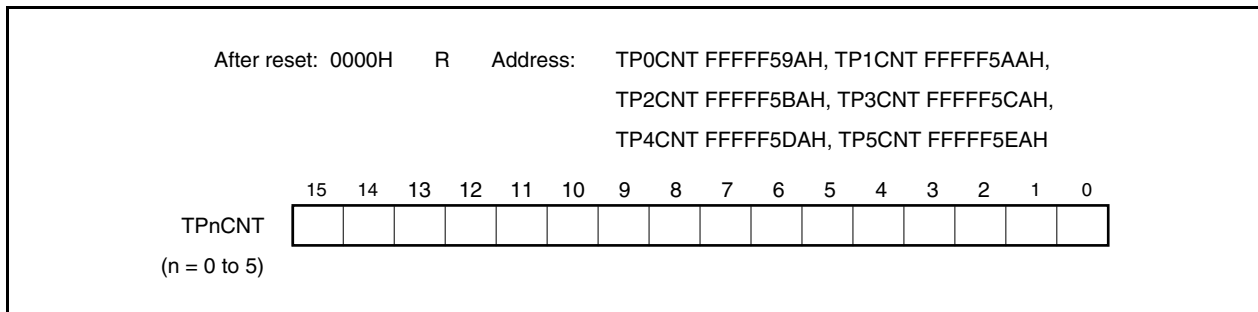 After reset: 0000H R Address: TP0CNT FFFFF59AH, TP1CNT FFFFF5AAH,
TP2CNT FFFFF5BAH, TP3CNT FFFFF5CAH,
TP4CNT FFFFF5DAH, TP5CNT FFFFF5EAH
15 14 13 12 11 10 9 8 7 6 5 4 3 2 1 0
TPnCNT
(n = 0 to 5)